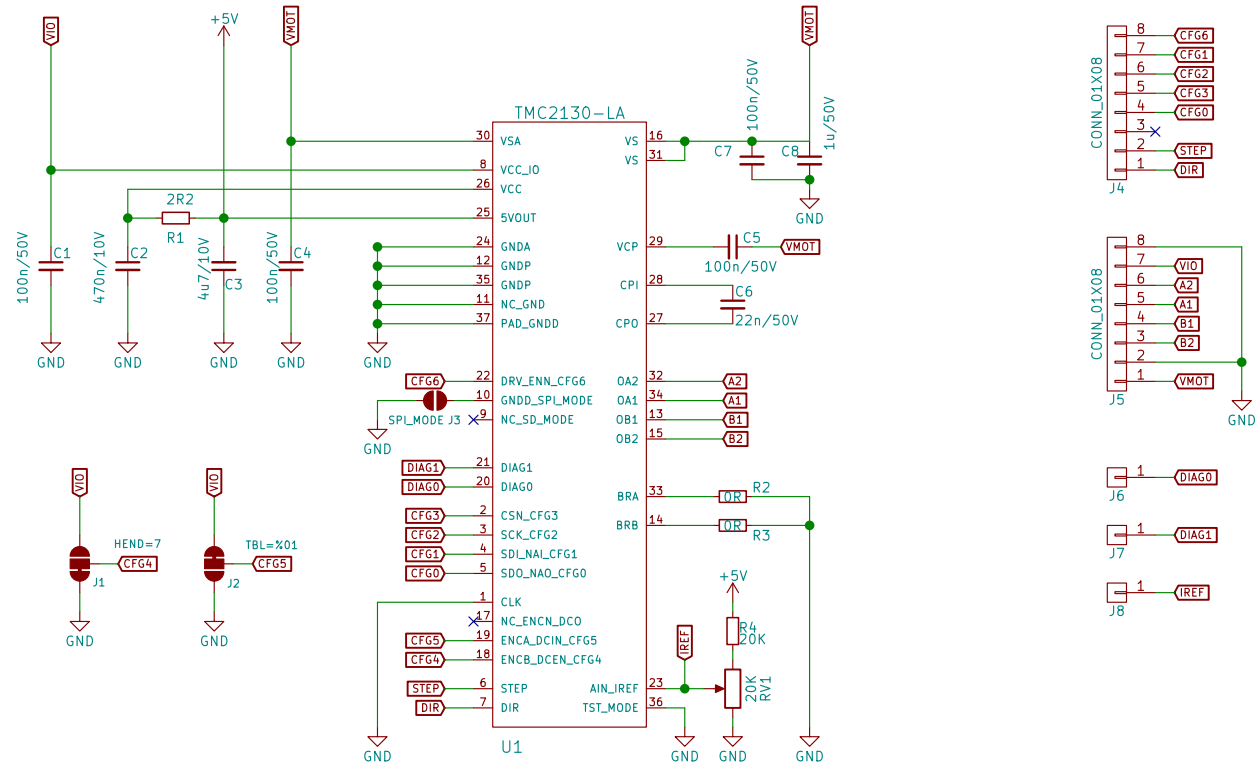 VIO
+5V
VMOT
VMOT
TMC2130-LA
100n/50V
1u/50V
C7
C8
GND
30 VSA
8 VCC_IO
26 VCC
25 5VOUT
24 GNDA
12 GNDP
35 GNDP
11 NC_GND
37 PAD_GNDD
22 DRV_ENN_CFG6
10 GNDD_SPI_MODE
9 NC_SD_MODE
21 DIAG1
20 DIAG0
2 CSN_CFG3
3 SCK_CFG2
4 SDI_NAI_CFG1
5 SDO_NAO_CFG0
1 CLK
17 NC_ENCN_DCO
19 ENCA_DCIN_CFG5
18 ENCB_DCEN_CFG4
6 STEP
7 DIR
VS 16
VS 31
VCP 29
CPI 28
CPO 27
OA2 32
OA1 34
OB1 13
OB2 15
BRA 33
BRB 14
AIN_IREF 23
TST_MODE 36
U1
2R2
R1
100n/50V
C1
470n/10V
C2
4u7/10V
C3
100n/50V
C4
GND
GND
GND
GND
GND
C5
100n/50V
VMOT
C6
22n/50V
CFG6
SPI_MODE J3
GND
DIAG1
DIAG0
CFG3
CFG2
CFG1
CFG0
CFG5
CFG4
STEP
DIR
GND
A2
A1
B1
B2
0R
R2
0R
R3
+5V
R4
20K
IREF
20K
RV1
GND
GND
GND
VIO
HEND=7
CFG4
J1
GND
VIO
TBL=%01
CFG5
J2
GND
CONN_01X08
8 CFG6
7 CFG1
6 CFG2
5 CFG3
4 CFG0
3
2 STEP
1 DIR
J4
CONN_01X08
8
7 VIO
6 A2
5 A1
4 B1
3 B2
2
1 VMOT
J5
GND
1 DIAG0
J6
1 DIAG1
J7
1 IREF
J8